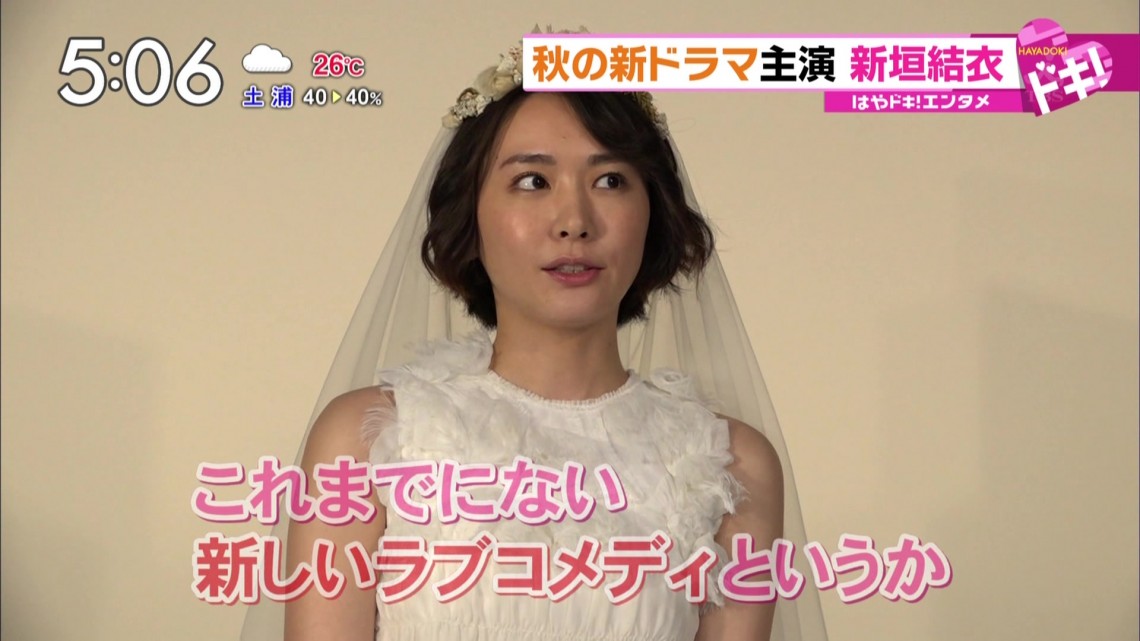 5:06
26℃
土浦 40▶40%
秋の新ドラマ主演 新垣結衣
はやドキ!エンタメ
HAYADOKI
ドキ!
これまでにない
新しいラブコメディというか